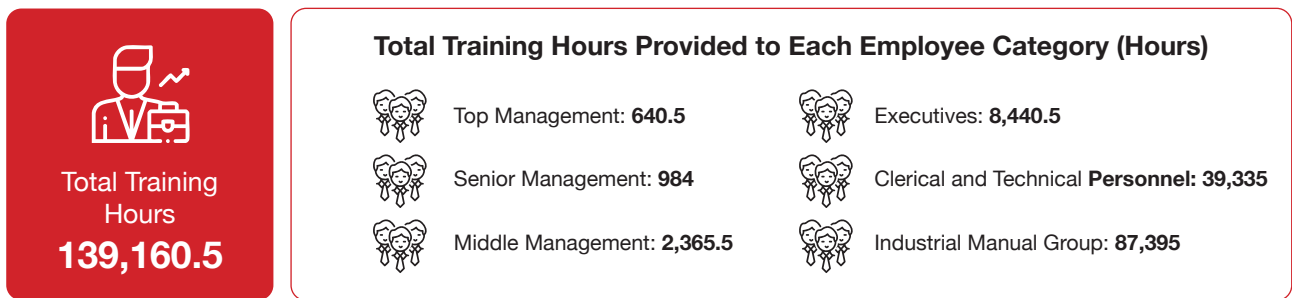 Total Training
Hours
139,160.5
Total Training Hours Provided to Each Employee Category (Hours)
Top Management: 640.5
Senior Management: 984
Middle Management: 2,365.5
Executives: 8,440.5
Clerical and Technical Personnel: 39,335
Industrial Manual Group: 87,395